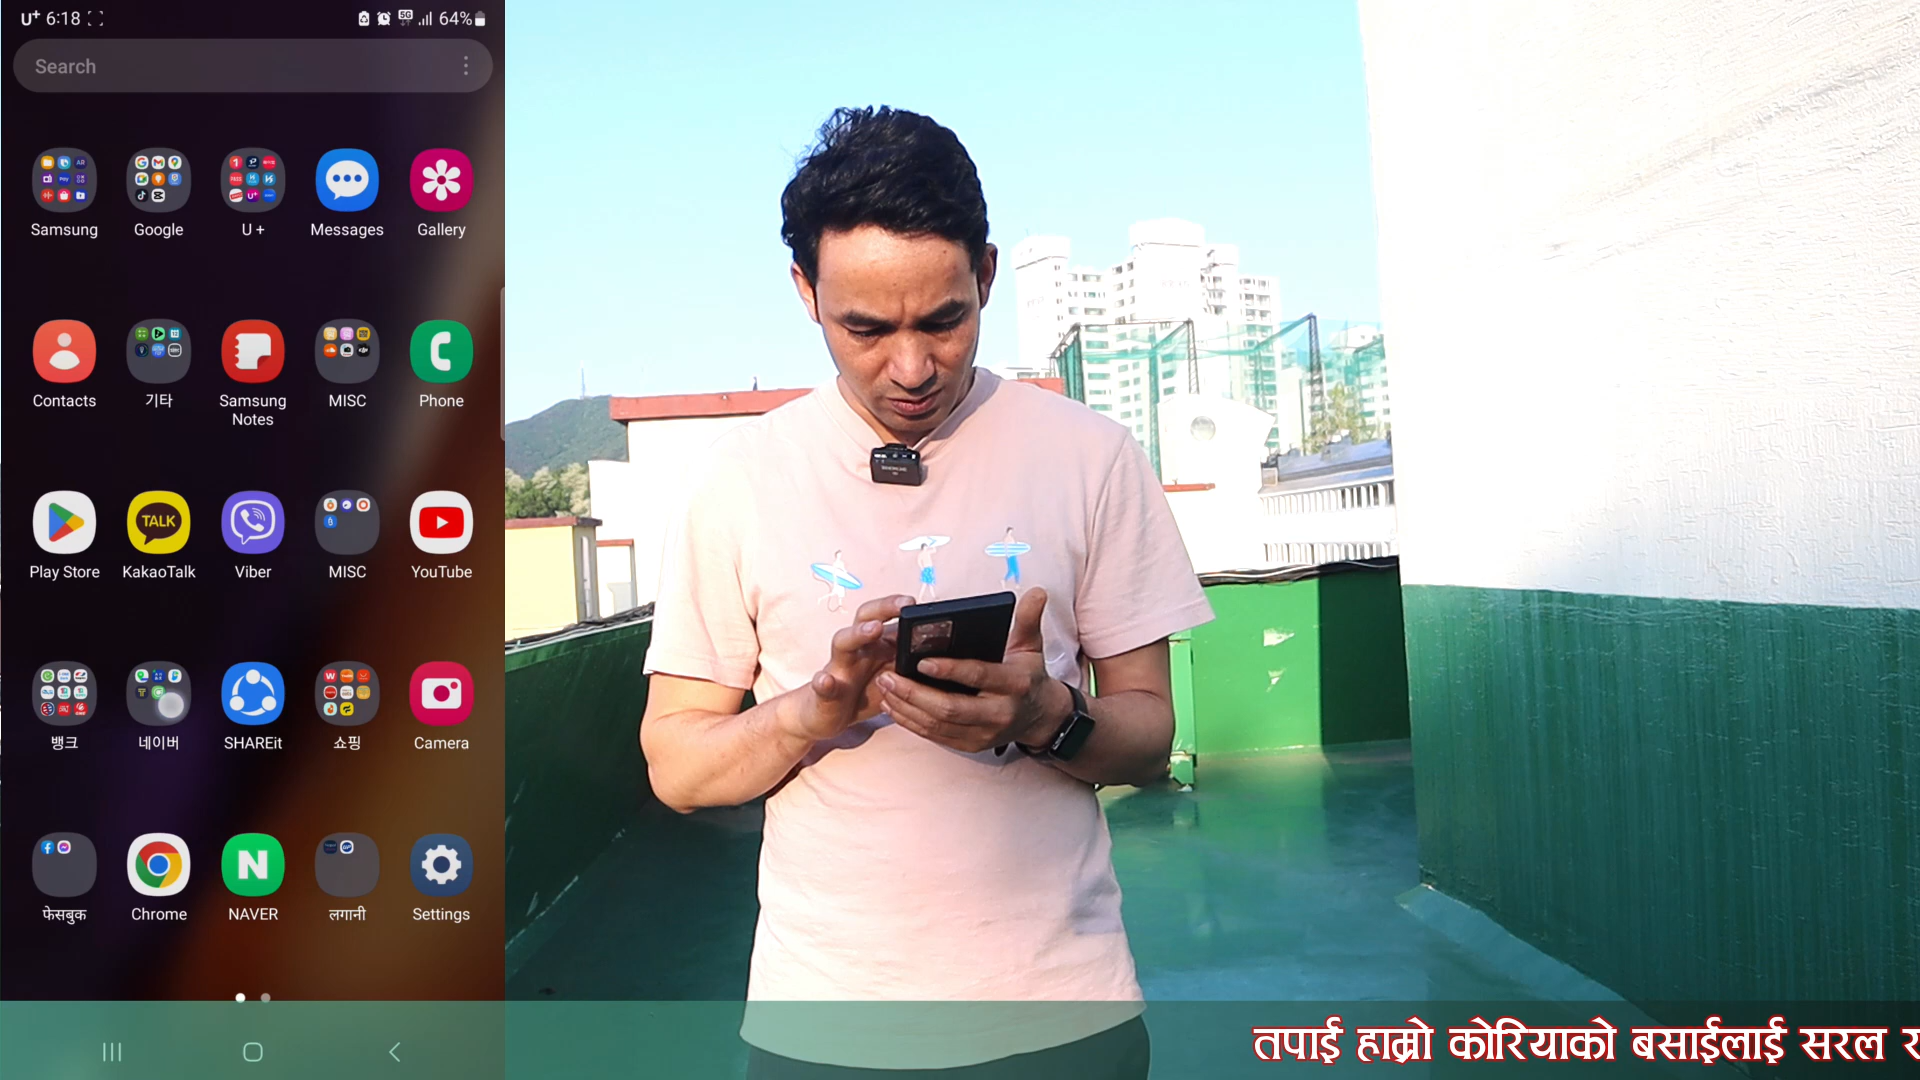 U+ 6:18 5G 64%
Search
Samsung Google U + Messages Gallery
Contacts 기타 Samsung Notes MISC Phone
TALK
Play Store KakaoTalk Viber MISC YouTube
뱅크 네이버 SHAREit 쇼핑 Camera
N
फेसबुक Chrome NAVER लगानी Settings
तपाई हाम्रो कोरियाको बसाईलाई सरल